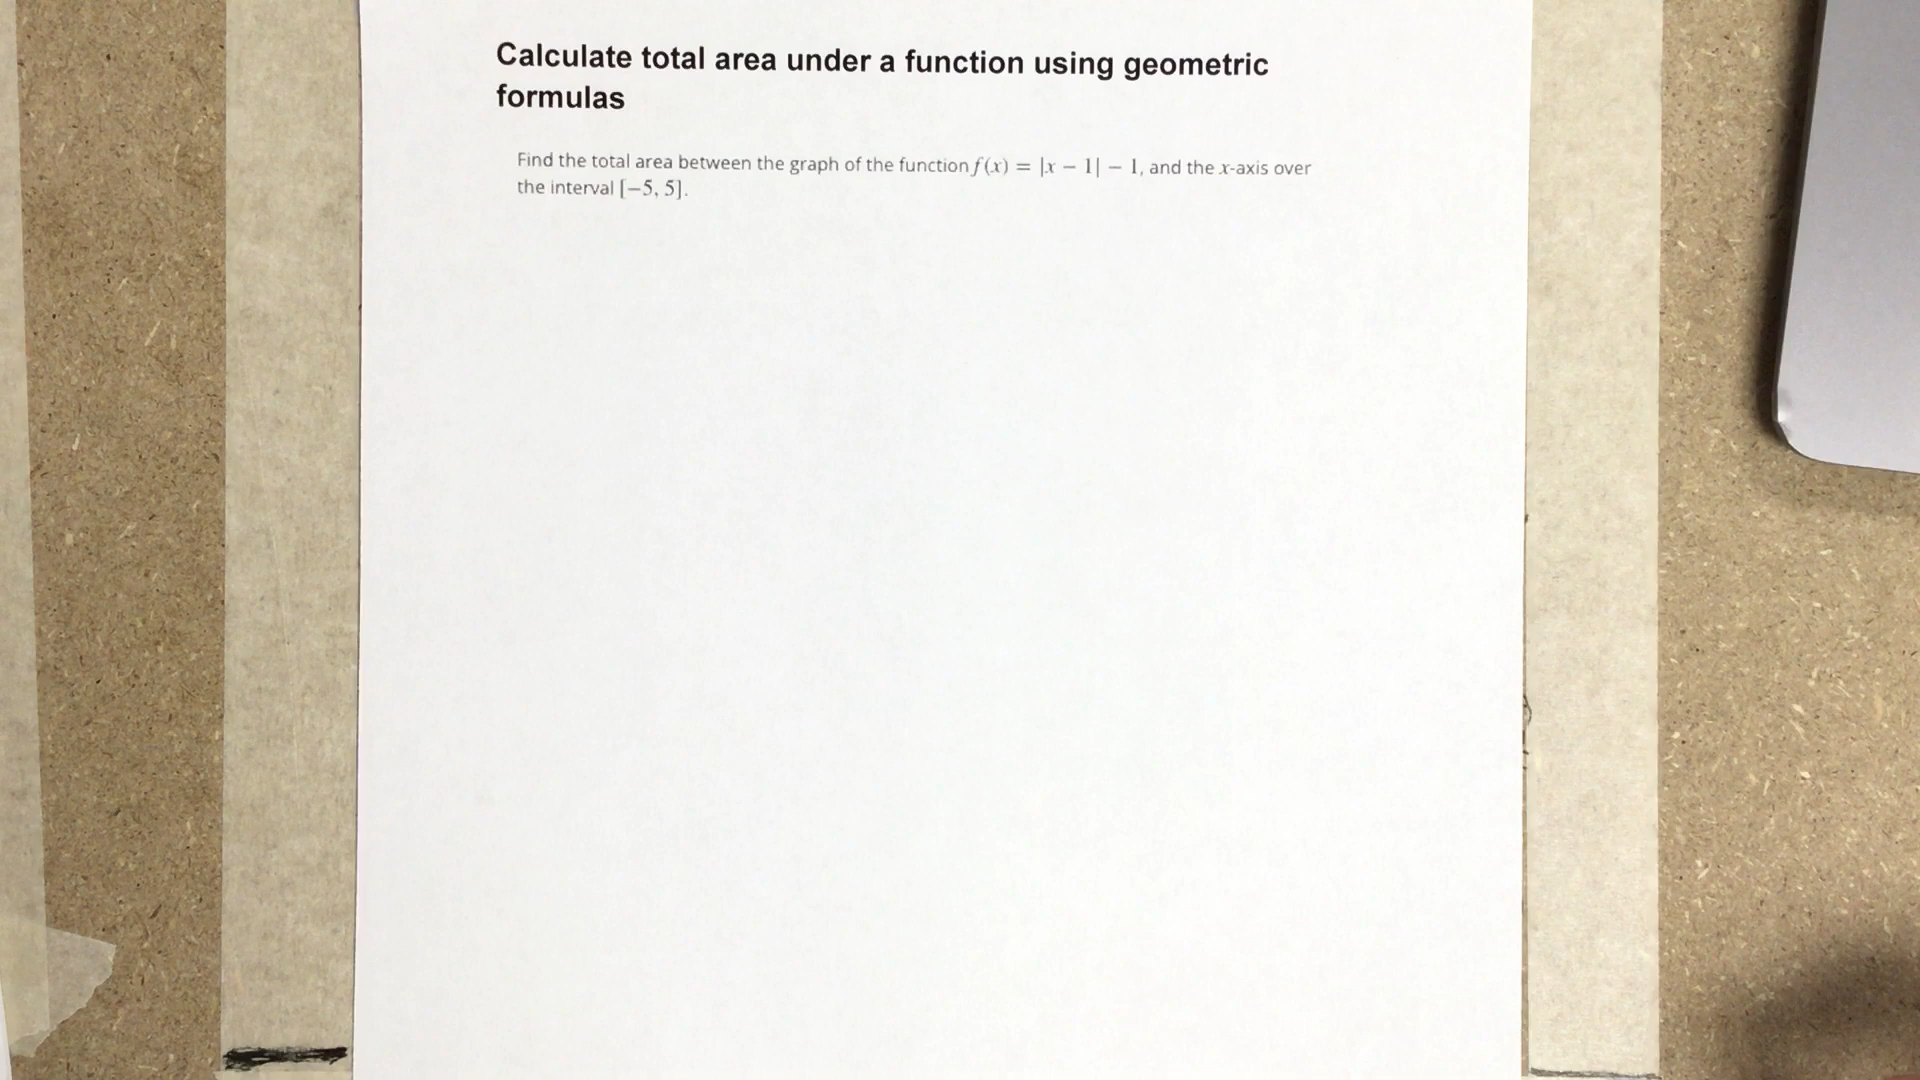 Calculate total area under a function using geometric
formulas
Find the total area between the graph of the function f(x) = |x − 1| − 1, and the x-axis over
the interval [−5, 5].